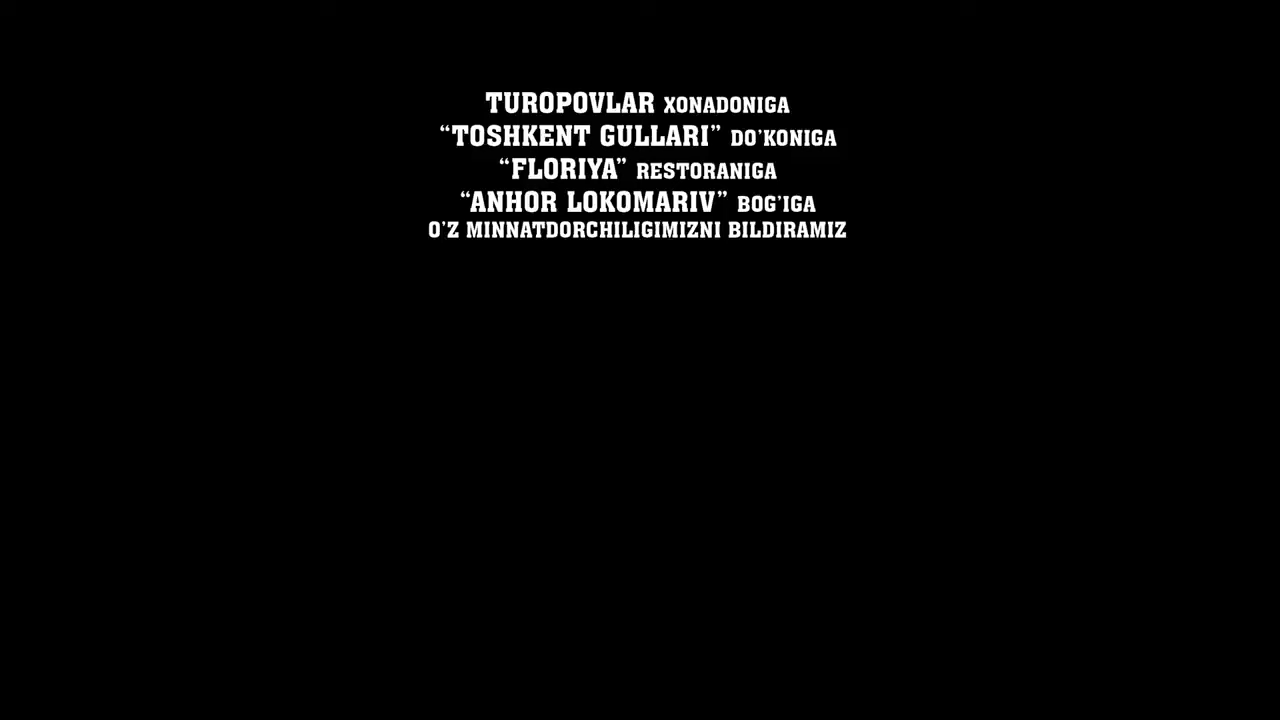 TUROPOVLAR XONADONIGA
“TOSHKENT GULLARI” DO’KONIGA
“FLORIYA” RESTORANIGA
“ANHOR LOKOMARIV” BOG’IGA
O’Z MINNATDORCHILIGIMIZNI BILDIRAMIZ